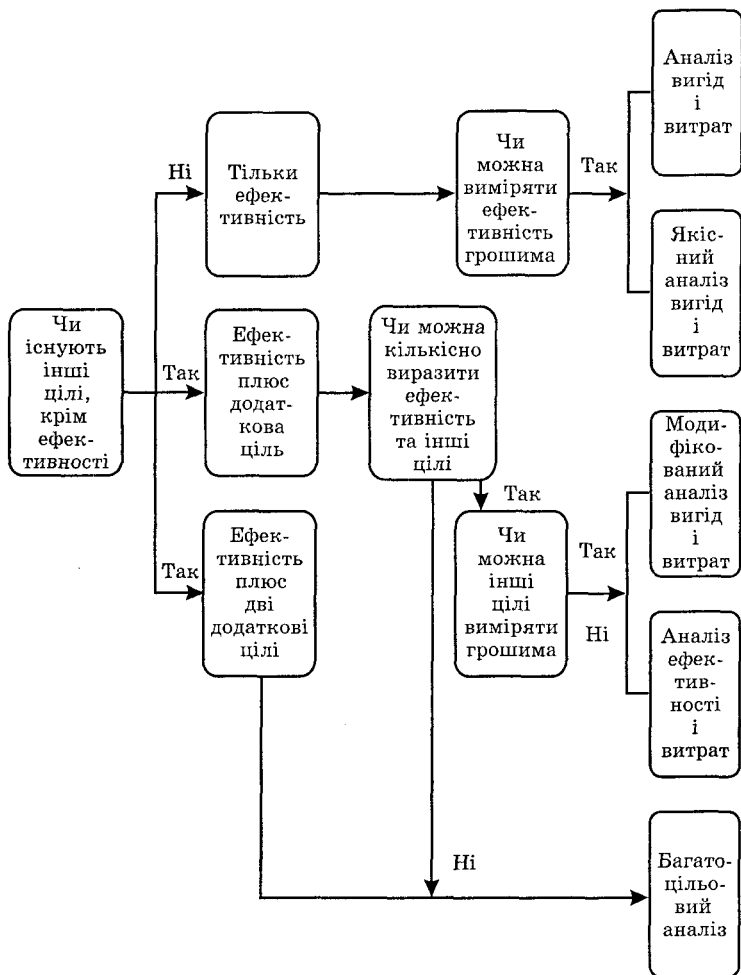 Чи
існують
інші
цілі,
крім
ефек-
тивності
Ні
Тільки
ефек-
тивність
Чи
можна
виміряти
ефек-
тивність
грошима
Так
Аналіз
вигід
і
витрат
Якіс-
ний
аналіз
вигід
і витрат
Так
Ефек-
тивність
плюс
додат-
кова
ціль
Чи можна
кількісно
виразити
ефек-
тивність
та інші
цілі
Так
Чи
можна
інші
цілі
виміряти
грошима
Так
Ні
Моди-
фіко-
ваний
аналіз
вигід
і
витрат
Аналіз
ефек-
тив-
ності
і
витрат
Так
Ефек-
тивність
плюс
дві
додаткові
цілі
Ні
Багато-
цільо-
вий
аналіз